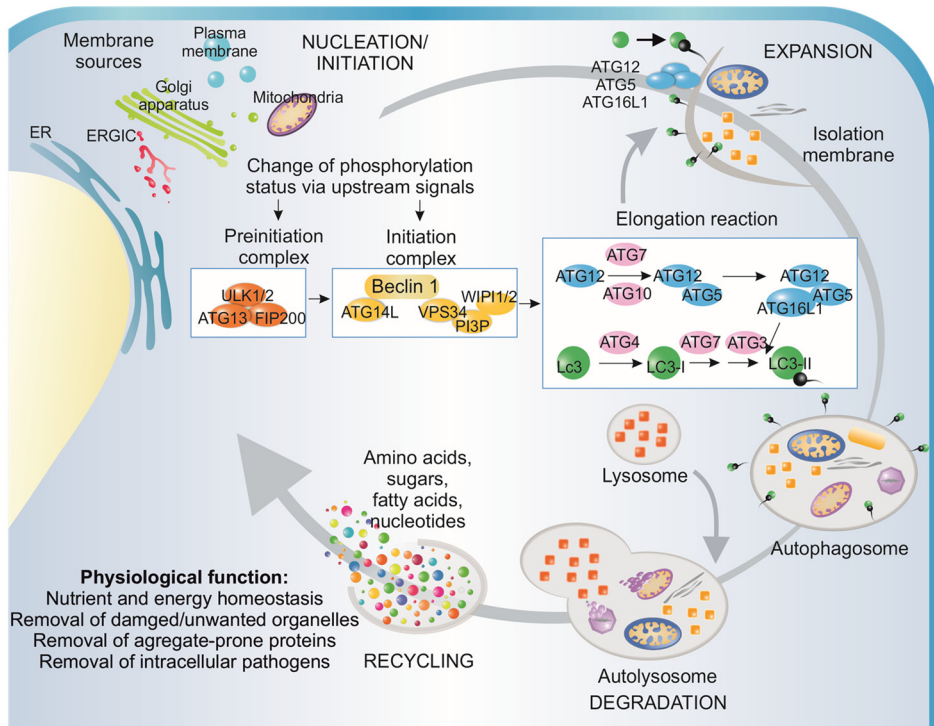 Membrane
sources
Plasma
membrane
NUCLEATION/
INITIATION
Golgi
apparatus
Mitochondria
ER
ERGIC
Change of phosphorylation
status via upstream signals
Preinitiation
complex
Initiation
complex
ULK1/2
ATG13
FIP200
Beclin 1
ATG14L
VPS34
WIPI1/2
PI3P
ATG12
ATG5
ATG16L1
EXPANSION
Isolation
membrane
Elongation reaction
ATG7
ATG12
ATG10
ATG12
ATG5
ATG12
ATG5
ATG16L1
ATG4
ATG7
ATG3
Lc3
LC3-I
LC3-II
Lysosome
Autophagosome
Amino acids,
sugars,
fatty acids,
nucleotides
Physiological function:
Nutrient and energy homeostasis
Removal of damged/unwanted organelles
Removal of agregate-prone proteins
Removal of intracellular pathogens
RECYCLING
Autolysosome
DEGRADATION